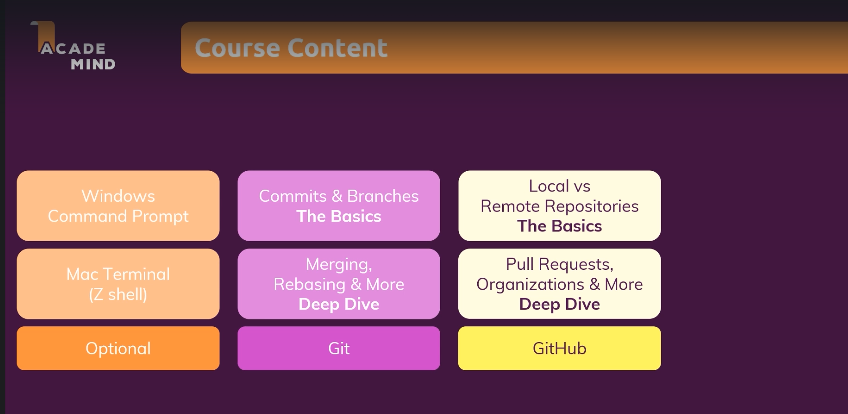 ACADE
MIND
Course Content
Windows
Command Prompt
Commits & Branches
The Basics
Local vs
Remote Repositories
The Basics
Mac Terminal
(Z shell)
Merging,
Rebasing & More
Deep Dive
Pull Requests,
Organizations & More
Deep Dive
Optional
Git
GitHub